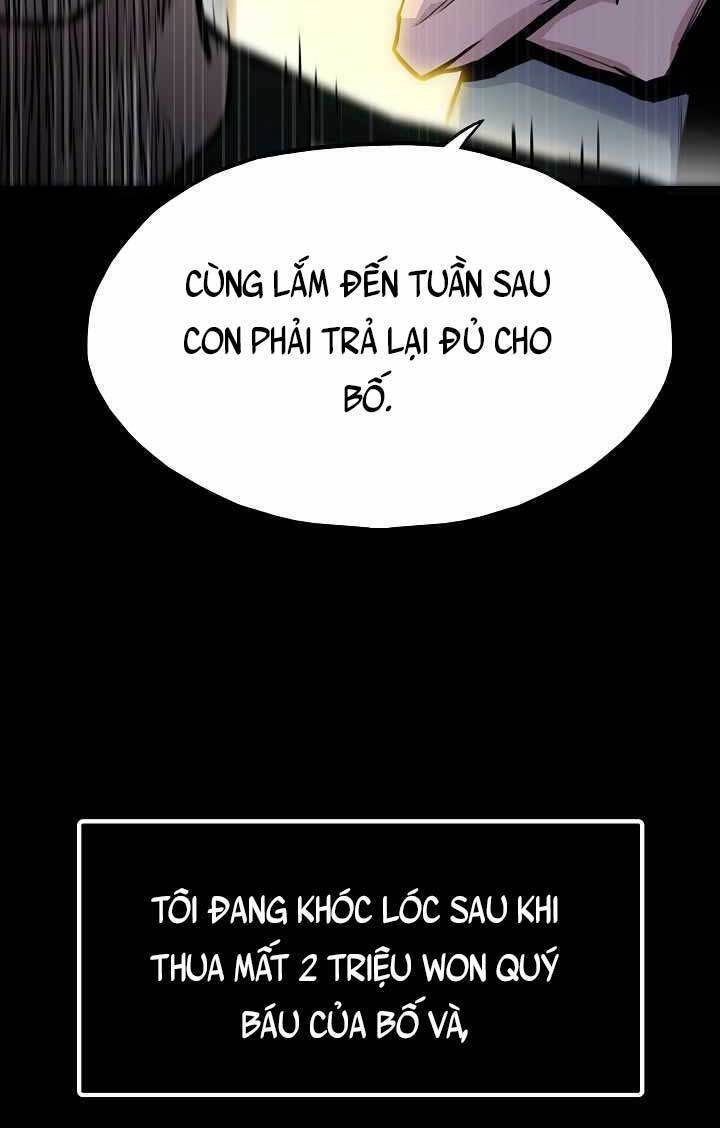 CÙNG LẮM ĐẾN TUẦN SAU
CON PHẢI TRẢ LẠI ĐỦ CHO
BỐ.
TÔI ĐANG KHÓC LÓC SAU KHI
THUA MẤT 2 TRIỆU WON QUÝ
BÁU CỦA BỐ VÀ,